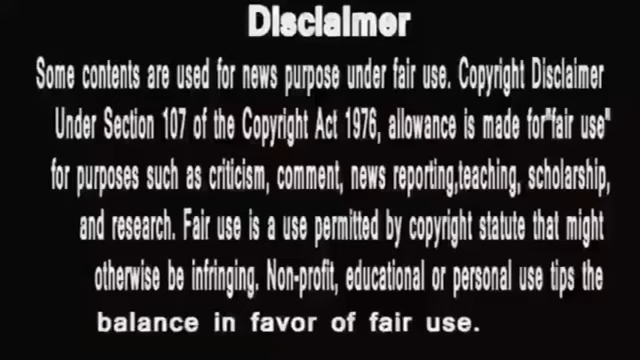 Disclaimer
Some contents are used for news purpose under fair use. Copyright Disclaimer
Under Section 107 of the Copyright Act 1976, allowance is made for"fair use"
for purposes such as criticism, comment, news reporting,teaching, scholarship,
and research. Fair use is a use permitted by copyright statute that might
otherwise be infringing. Non-profit, educational or personal use tips the
balance in favor of fair use.